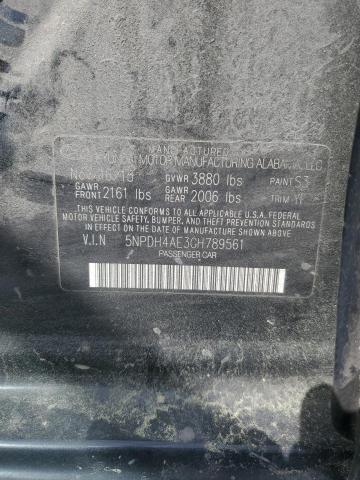 MANUFACTURED
MOTOR MANUFACTURING ALABAMA, LLC
GVWR 3880 lbs PAINT S3
GAWR FRONT 2161 lbs GAWR REAR 2006 lbs TRIM
THIS VEHICLE CONFORMS TO ALL APPLICABLE U.S.A FEDERAL
MOTOR VEHICLE SAFETY, BUMPER, AND THEFT PREVENTION STANDARDS
IN EFFECT ON THE DATE OF MANUFACTURE SHOWN ABOVE.
V.I.N 5NPDH4AE3GH789561
PASSENGER CAR